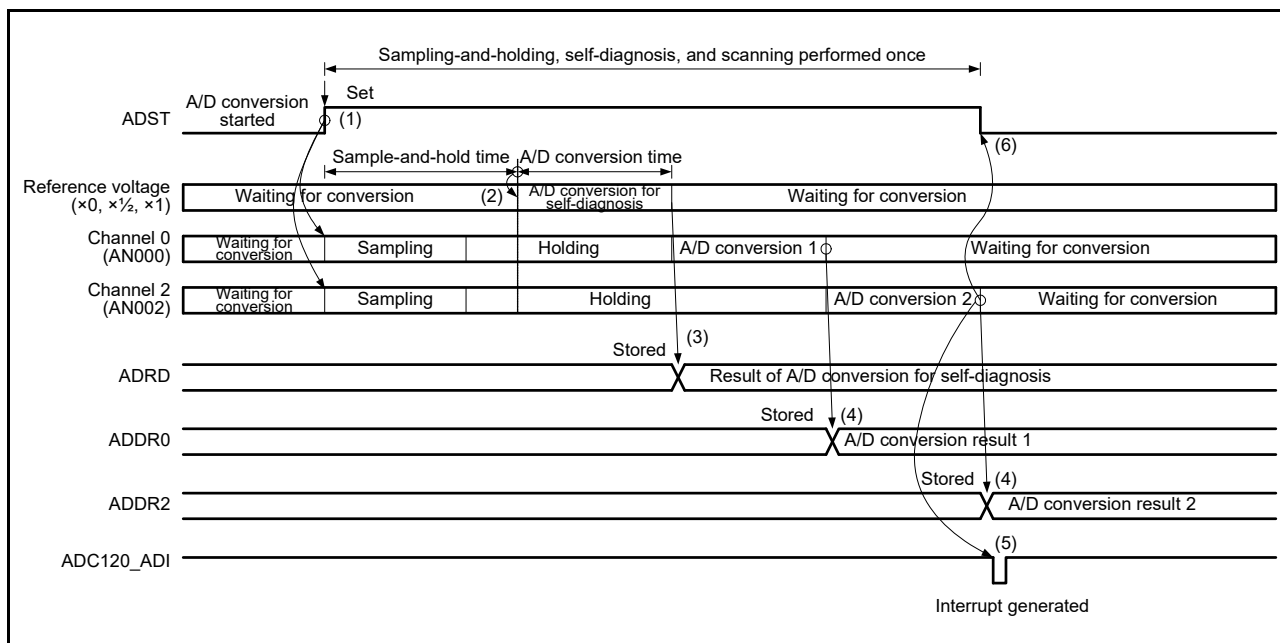 Sampling-and-holding, self-diagnosis, and scanning performed once
ADST
A/D conversion
started
Set
(1)
(6)
Sample-and-hold time
A/D conversion time
Reference voltage
(×0, ×½, ×1)
Waiting for conversion
(2)
A/D conversion for
self-diagnosis
Waiting for conversion
Channel 0
(AN000)
Waiting for
conversion
Sampling
Holding
A/D conversion 1
Waiting for conversion
Channel 2
(AN002)
Waiting for
conversion
Sampling
Holding
A/D conversion 2
Waiting for conversion
Stored
(3)
ADRD
Result of A/D conversion for self-diagnosis
Stored
(4)
ADDR0
A/D conversion result 1
Stored
(4)
ADDR2
A/D conversion result 2
ADC120_ADI
(5)
Interrupt generated